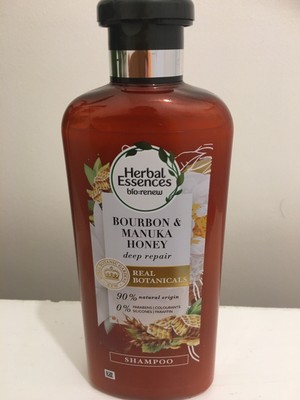 Herbal
Essences
bio:renew
BOURBON &
MANUKA
HONEY
deep repair
REAL
BOTANICALS
90% natural origin
0% PARABENS | COLOURANTS
SILICONES | PARAFFIN
SHAMPOO